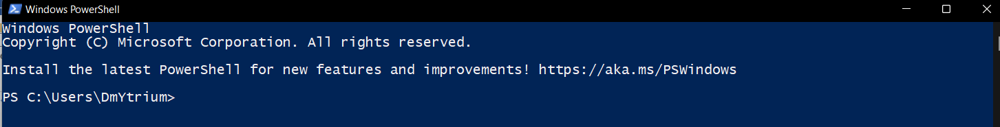 Windows PowerShell
Windows PowerShell
Copyright (C) Microsoft Corporation. All rights reserved.
Install the latest PowerShell for new features and improvements! https://aka.ms/PSWindows
PS C:\Users\DmYtrium>